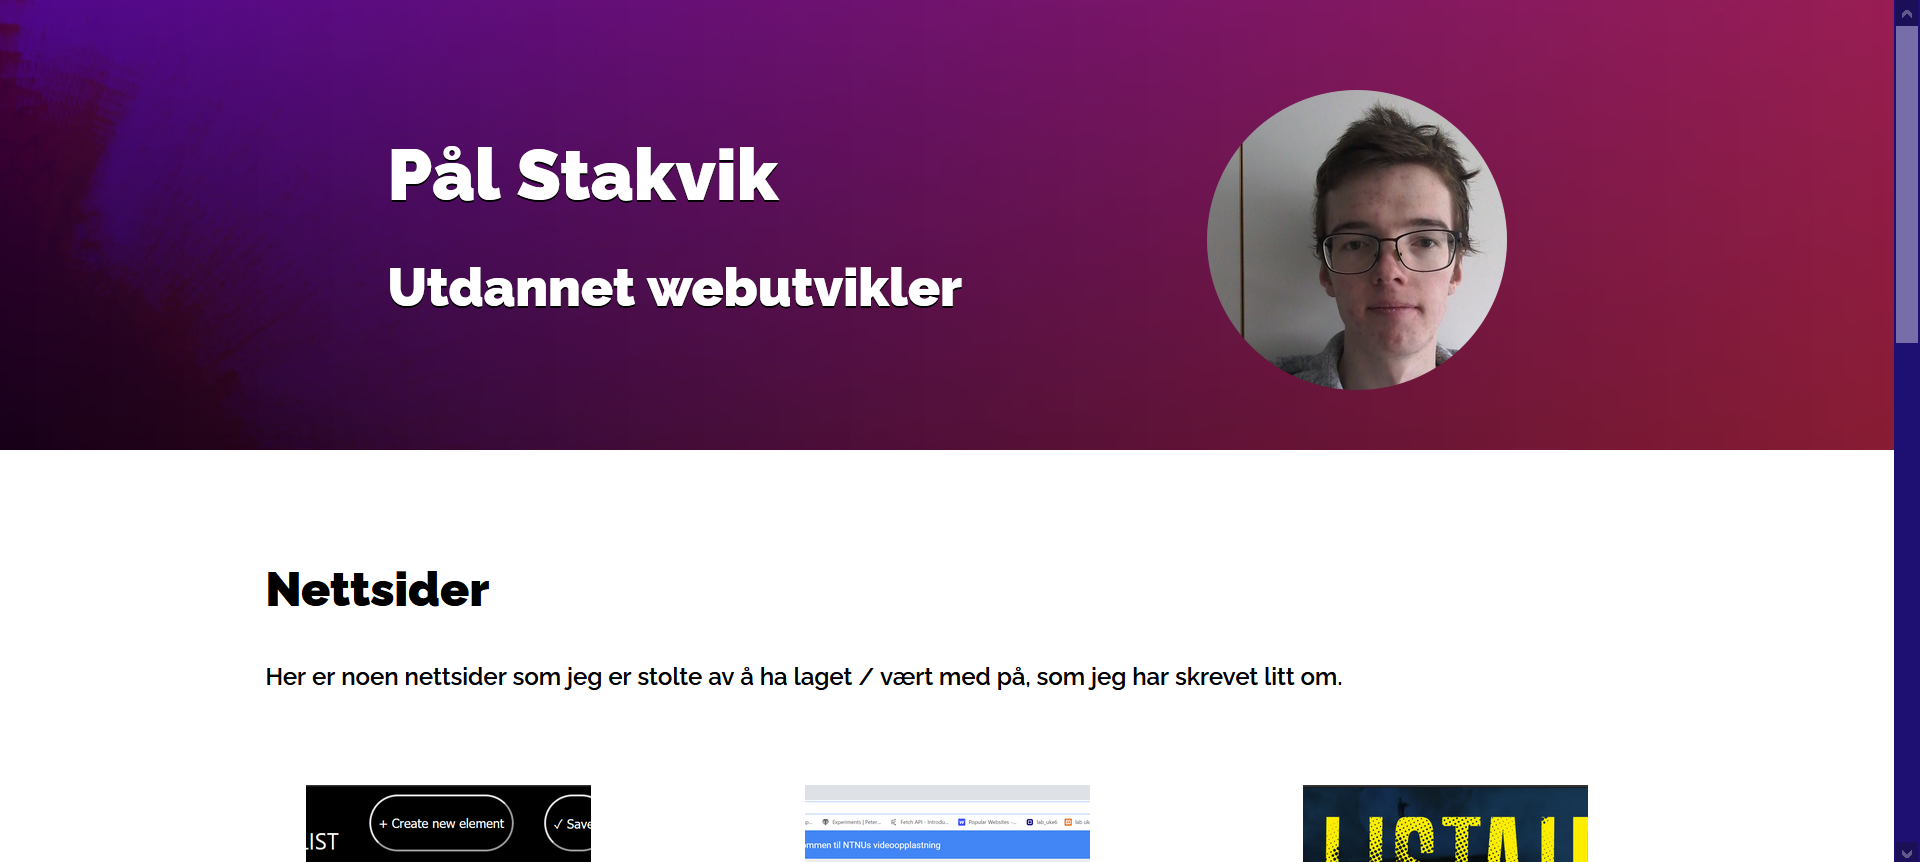 Pål Stakvik
Utdannet webutvikler
Nettsider
Her er noen nettsider som jeg er stolte av å ha laget / vært med på, som jeg har skrevet litt om.
IST
+ Create new element
✓ Save
Experiments | Peter...
Fetch API - Introdu...
Popular Websites -...
lab_uke6
lab uk
ommen til NTNUs videoopplastning